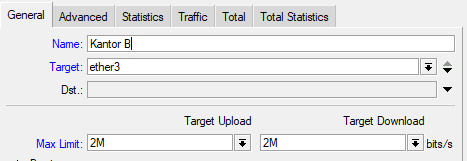 General Advanced Statistics Traffic Total Total Statistics
Name: Kantor B
Target: ether3
Dst.:
Target Upload Target Download
Max Limit: 2M 2M bits/s